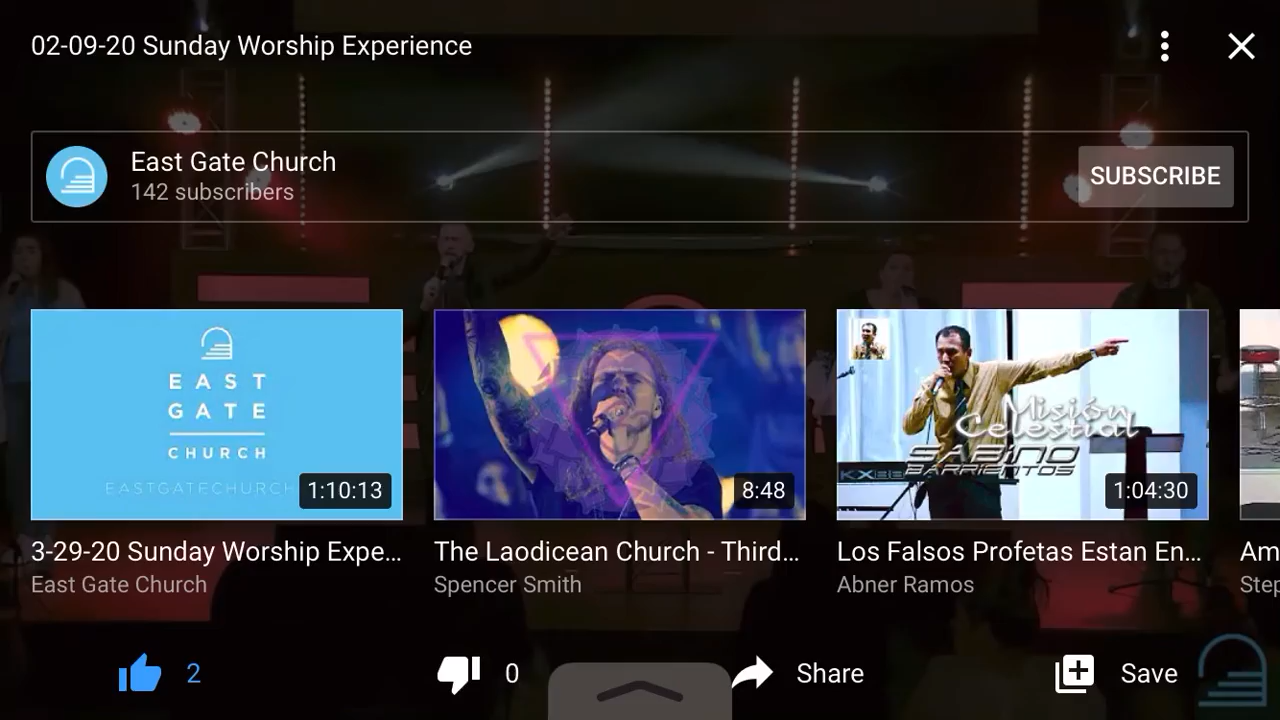 02-09-20 Sunday Worship Experience
East Gate Church
142 subscribers
SUBSCRIBE
EAST
GATE
CHURCH
EASTGATECHURCH
1:10:13
8:48
Misión
Celestial
SABINO
BARRIENTOS
1:04:30
3-29-20 Sunday Worship Expe...
East Gate Church
The Laodicean Church - Third...
Spencer Smith
Los Falsos Profetas Estan En...
Abner Ramos
Am
Step
2
0
Share
Save